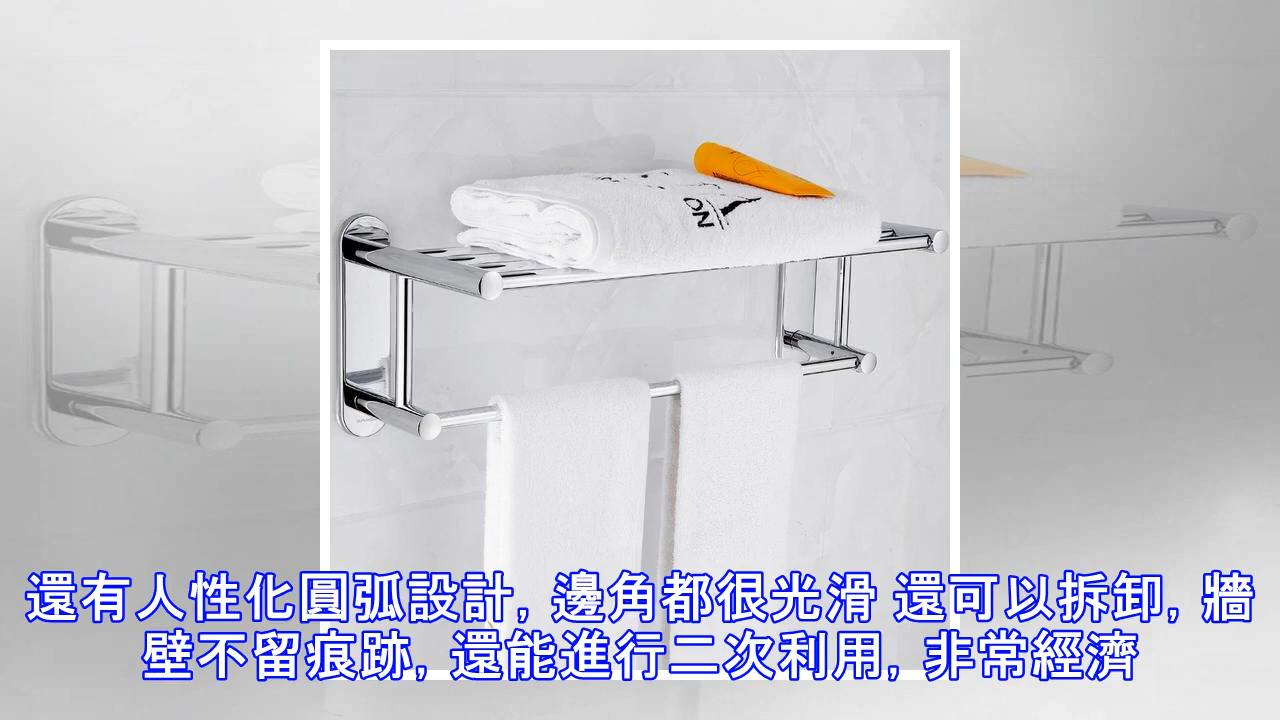 NO
還有人性化圓弧設計, 邊角都很光滑 還可以拆卸, 牆
壁不留痕跡, 還能進行二次利用, 非常經濟